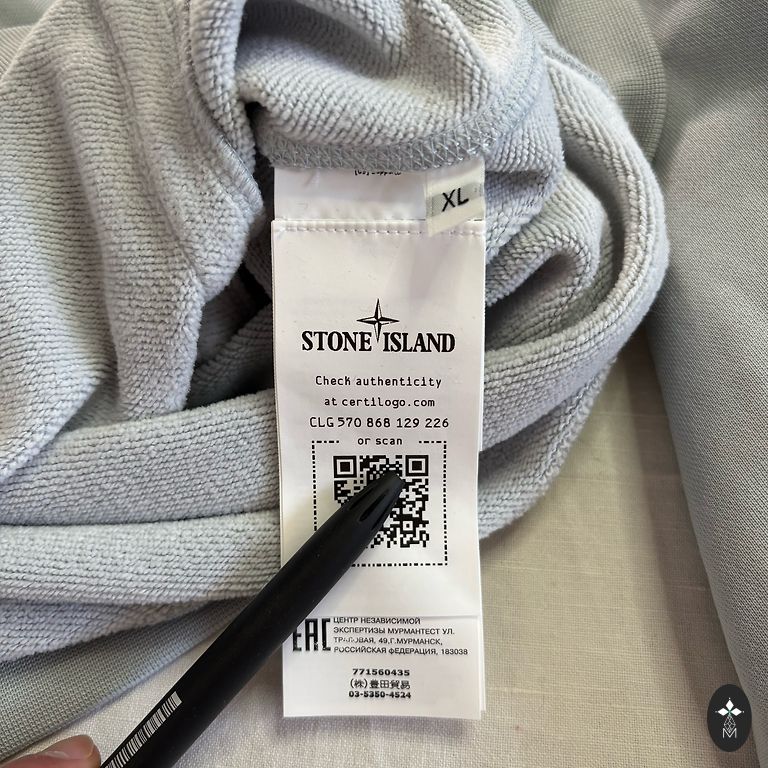 XL
STONE ISLAND
Check authenticity
at certilogo.com
CLG 570 868 129 226
or scan
EAC
ЦЕНТР НЕЗАВИСИМОЙ
ЭКСПЕРТИЗЫ МУРМАНТЕСТ УЛ.
ТРАЛОВАЯ, 49,Г.МУРМАНСК,
РОССИЙСКАЯ ФЕДЕРАЦИЯ, 183038
771560435
(株)豊田貿易
03-5350-4524
M